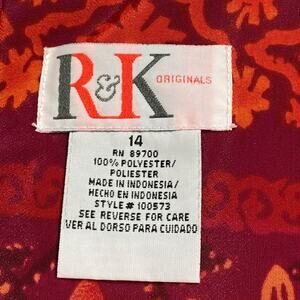 R&K ORIGINALS
14
RN 89700
100% POLYESTER/
POLIESTER
MADE IN INDONESIA/
HECHO EN INDONESIA
STYLE# 100573
SEE REVERSE FOR CARE
VER AL DORSO PARA CUIDADO